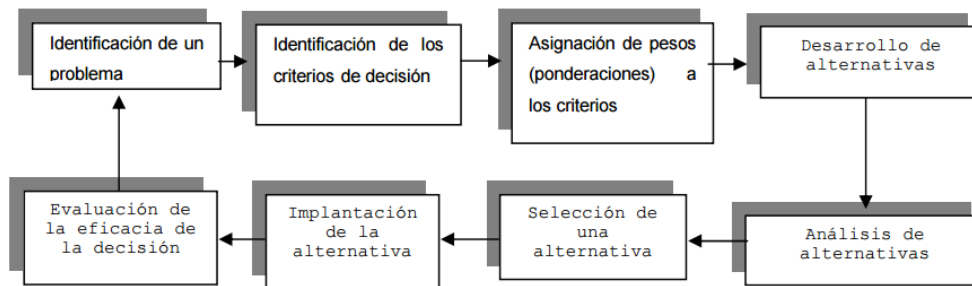 Identificación de un
problema
Identificación de los
criterios de decisión
Asignación de pesos
(ponderaciones) a
los criterios
Desarrollo de
alternativas
Evaluación de
la eficacia de
la decisión
Implantación
de la
alternativa
Selección de
una
alternativa
Análisis de
alternativas